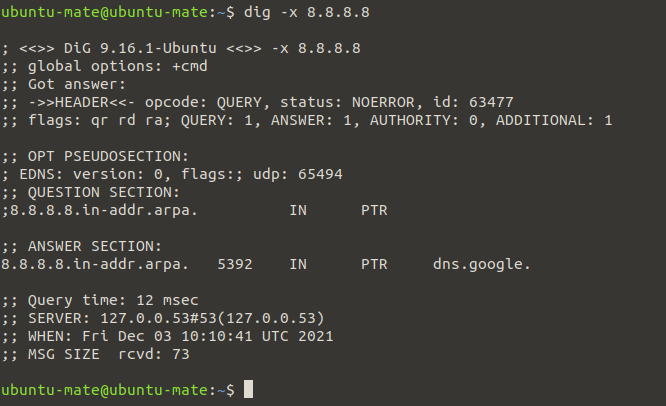 ubuntu-mate@ubuntu-mate:~$ dig -x 8.8.8.8
; <<>> DiG 9.16.1-Ubuntu <<>> -x 8.8.8.8
;; global options: +cmd
;; Got answer:
;; ->>HEADER<<- opcode: QUERY, status: NOERROR, id: 63477
;; flags: qr rd ra; QUERY: 1, ANSWER: 1, AUTHORITY: 0, ADDITIONAL: 1
;; OPT PSEUDOSECTION:
; EDNS: version: 0, flags:; udp: 65494
;; QUESTION SECTION:
;8.8.8.8.in-addr.arpa. IN PTR
;; ANSWER SECTION:
8.8.8.8.in-addr.arpa. 5392 IN PTR dns.google.
;; Query time: 12 msec
;; SERVER: 127.0.0.53#53(127.0.0.53)
;; WHEN: Fri Dec 03 10:10:41 UTC 2021
;; MSG SIZE rcvd: 73
ubuntu-mate@ubuntu-mate:~$